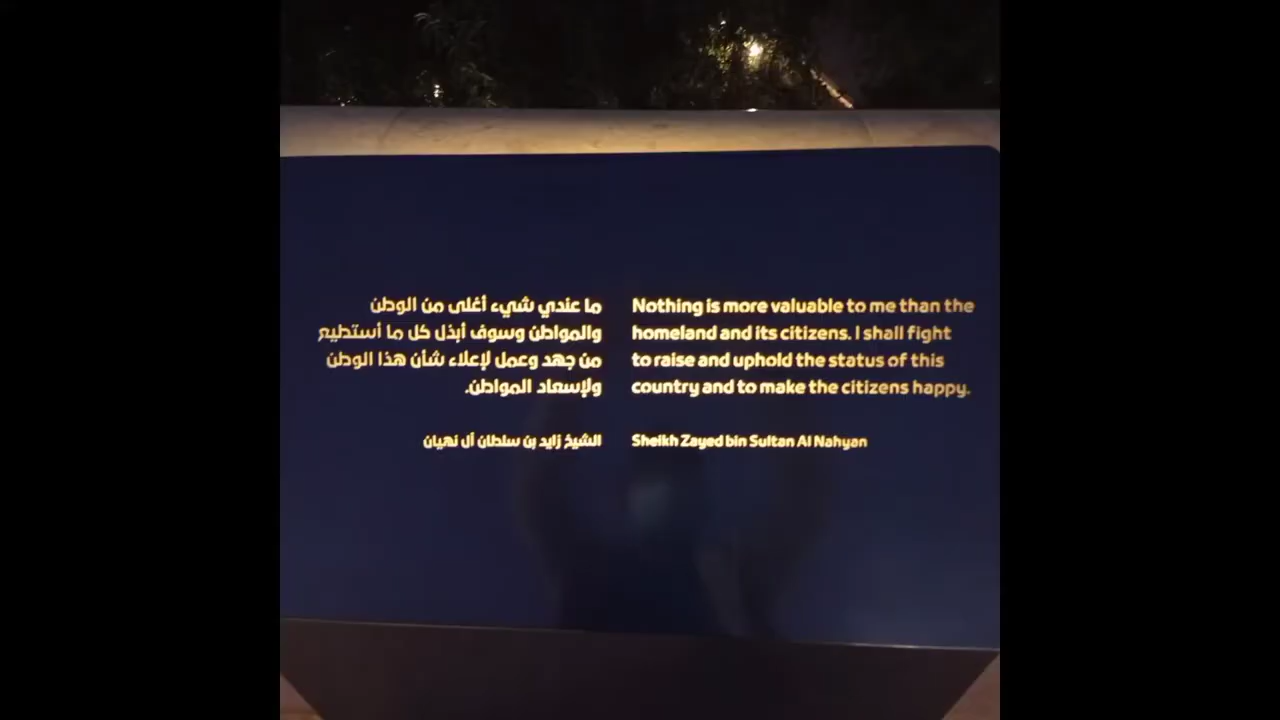 ما عندي شيء أغلى من الوطن
والمواطن وسوف أبذل كل ما أستطيع
من جهد وعمل لإعلاء شأن هذا الوطن
ولإسعاد المواطن.
الشيخ زايد بن سلطان آل نهيان
Nothing is more valuable to me than the
homeland and its citizens. I shall fight
to raise and uphold the status of this
country and to make the citizens happy.
Sheikh Zayed bin Sultan Al Nahyan